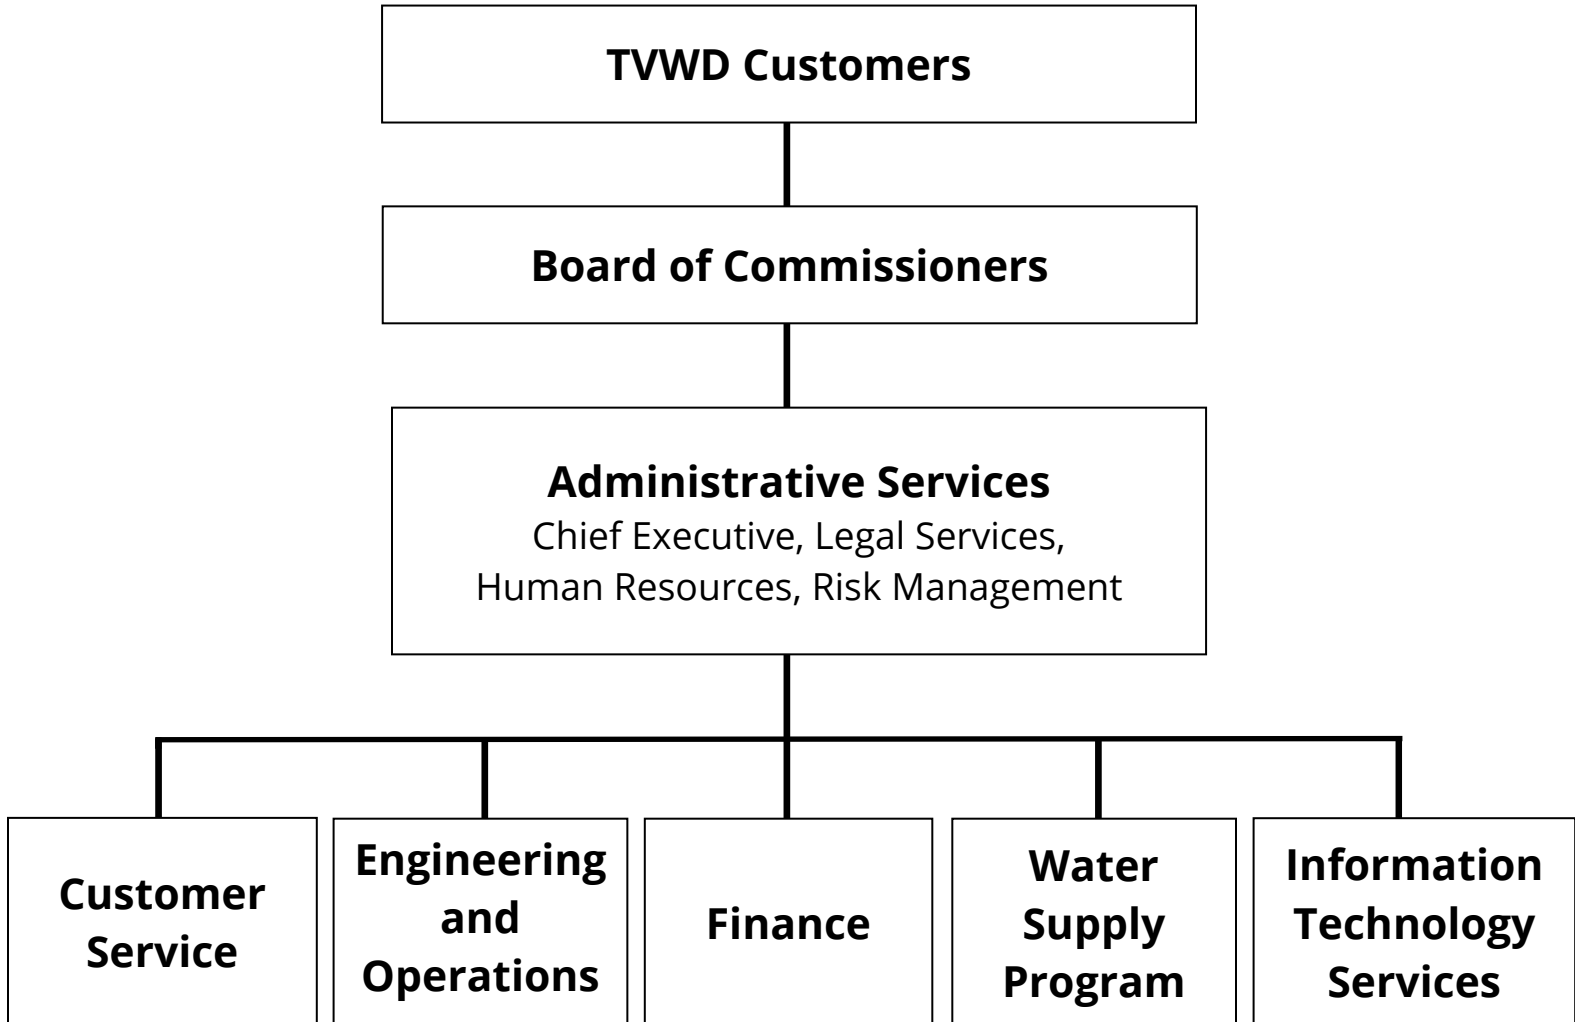 TVWD Customers
Board of Commissioners
Administrative Services
Chief Executive, Legal Services,
Human Resources, Risk Management
Customer
Service
Engineering
and
Operations
Finance
Water
Supply
Program
Information
Technology
Services